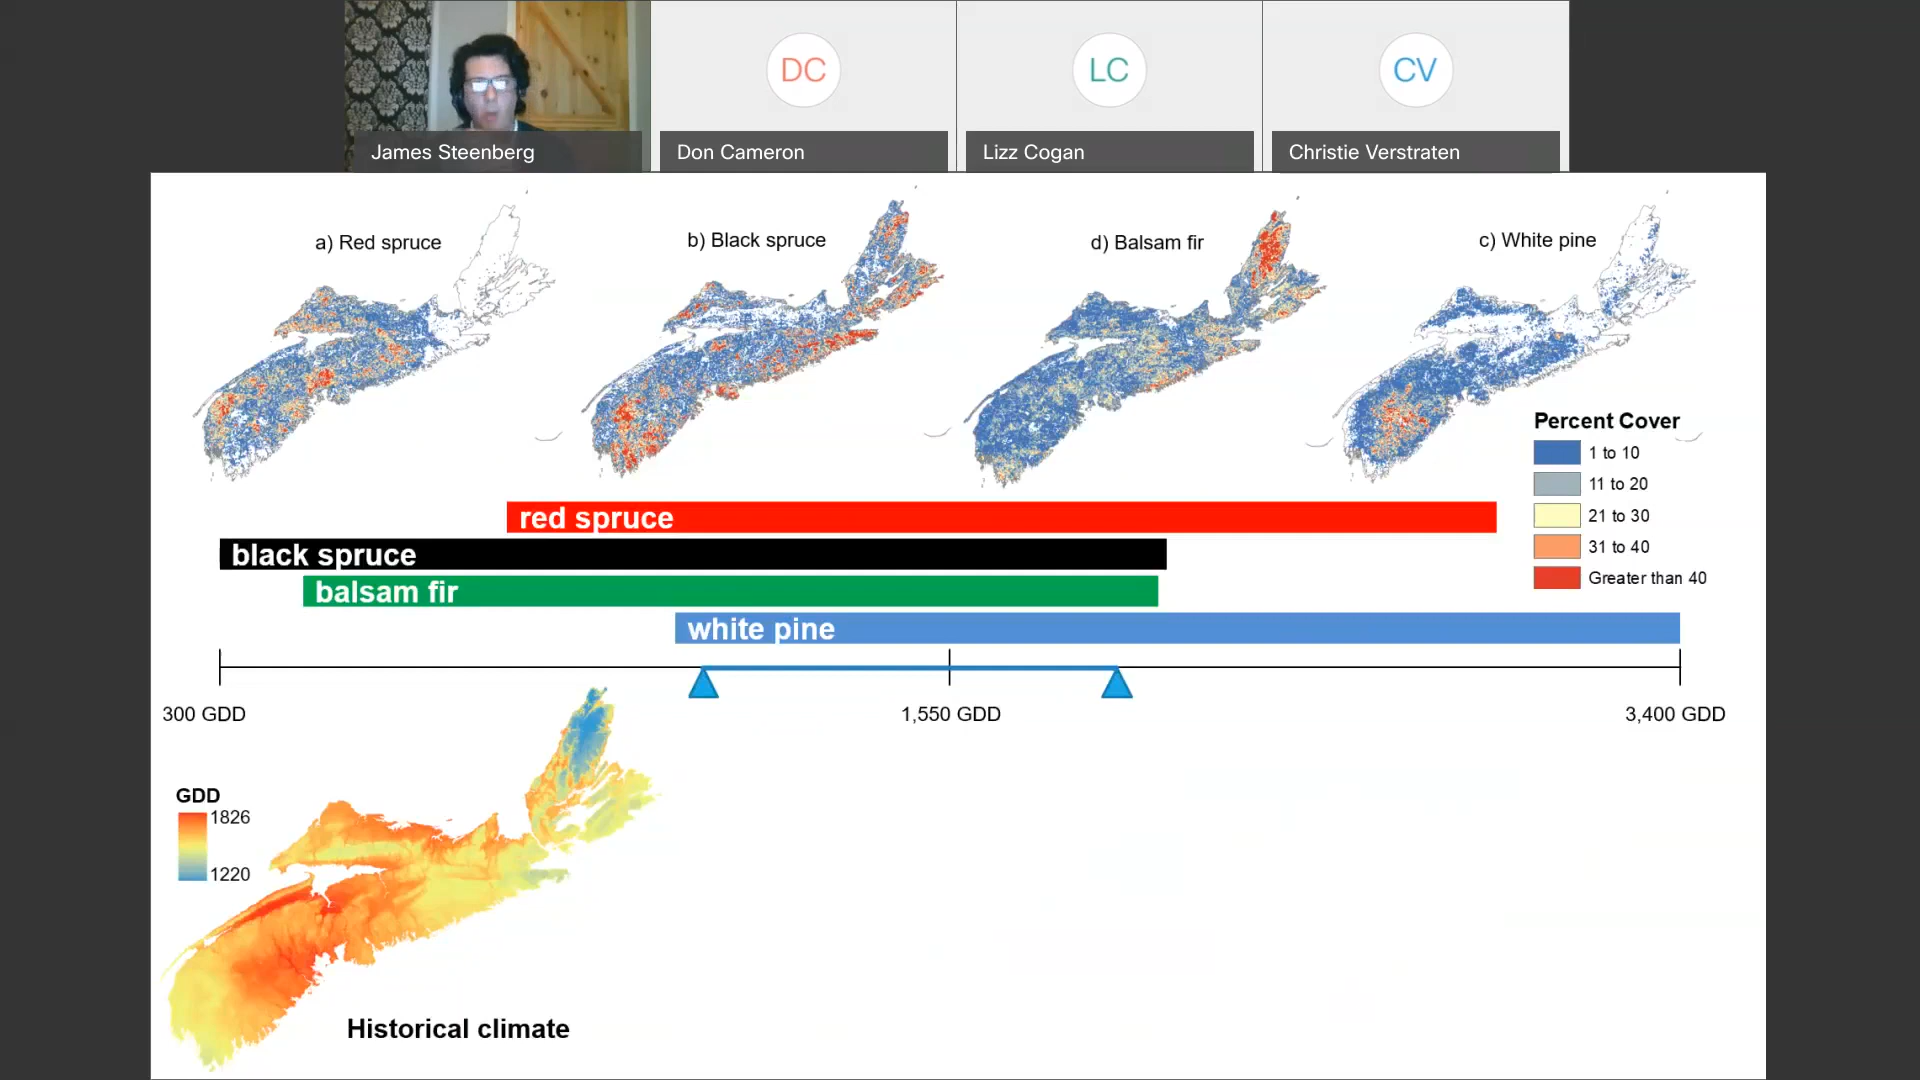 DC
LC
CV
James Steenberg
Don Cameron
Lizz Cogan
Christie Verstraten
a) Red spruce
b) Black spruce
d) Balsam fir
c) White pine
Percent Cover
1 to 10
11 to 20
21 to 30
31 to 40
Greater than 40
red spruce
black spruce
balsam fir
white pine
300 GDD
1,550 GDD
3,400 GDD
GDD
1826
1220
Historical climate